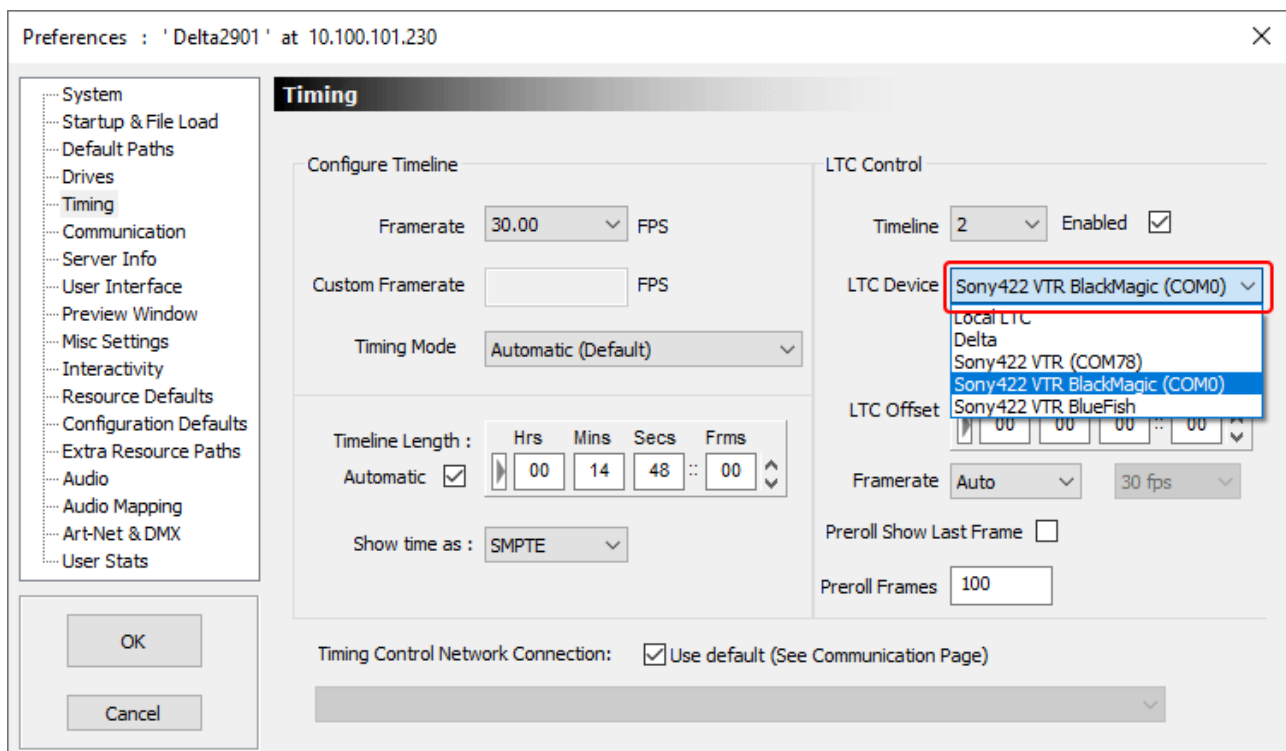 Preferences : ' Delta2901 ' at 10.100.101.230
System
Startup & File Load
Default Paths
Drives
Timing
Communication
Server Info
User Interface
Preview Window
Misc Settings
Interactivity
Resource Defaults
Configuration Defaults
Extra Resource Paths
Audio
Audio Mapping
Art-Net & DMX
User Stats
OK
Cancel
Timing
Configure Timeline
Framerate 30.00 FPS
Custom Framerate FPS
Timing Mode Automatic (Default)
Timeline Length :
Automatic
Hrs Mins Secs Frms
00 14 48 :: 00
Show time as : SMPTE
LTC Control
Timeline 2 Enabled
LTC Device Sony422 VTR BlackMagic (COM0)
Local LTC
Delta
Sony422 VTR (COM78)
Sony422 VTR BlackMagic (COM0)
Sony422 VTR BlueFish
LTC Offset 00 00 00 :: 00
Framerate Auto 30 fps
Preroll Show Last Frame
Preroll Frames 100
Timing Control Network Connection: Use default (See Communication Page)